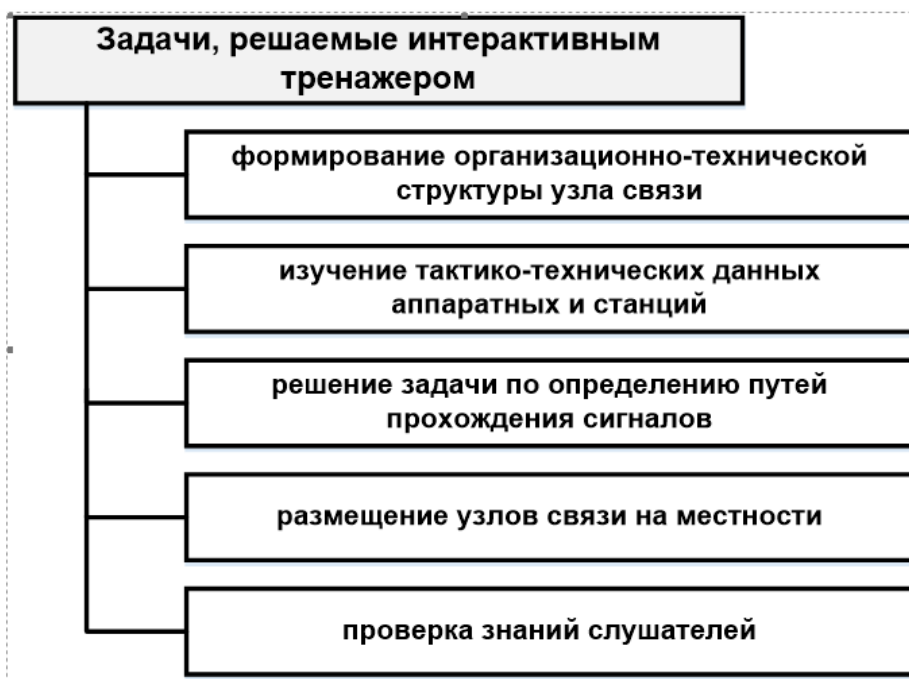 Задачи, решаемые интерактивным
тренажером
формирование организационно-технической
структуры узла связи
изучение тактико-технических данных
аппаратных и станций
решение задачи по определению путей
прохождения сигналов
размещение узлов связи на местности
проверка знаний слушателей